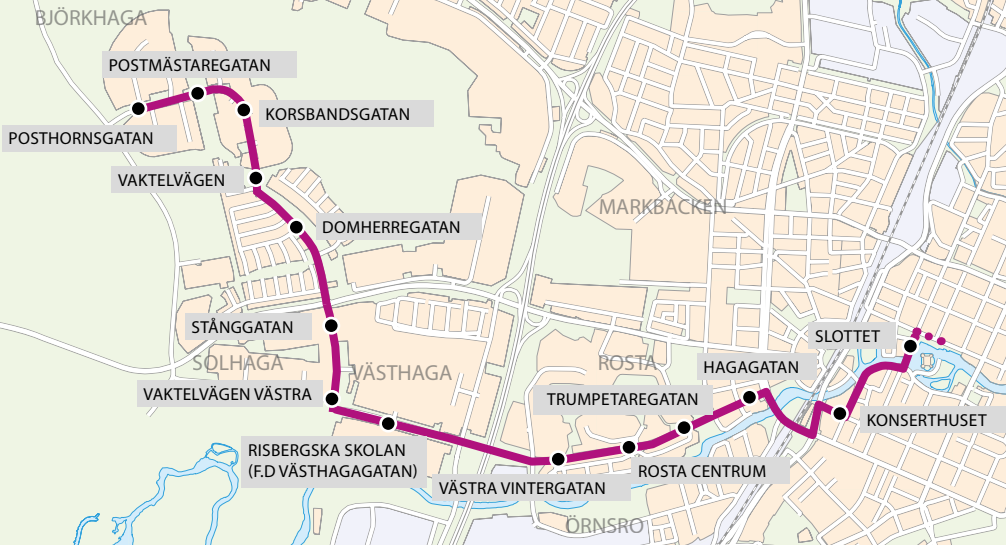 BJÖRKHAGA
POSTMÄSTAREGATAN
KORSBANDSGATAN
POSTHORNSGATAN
VAKTELVÄGEN
MARKBACKEN
DOMHERREGATAN
STÅNGGATAN
SLOTTET
SOLHAGA
VÄSTHAGA
ROSTA
HAGAGATAN
VAKTELVÄGEN VÄSTRA
TRUMPETAREGATAN
KONSERTHUSET
RISBERGSKA SKOLAN
(F.D VÄSTHAGAGATAN)
ROSTA CENTRUM
VÄSTRA VINTERGATAN
ÖRNSRO